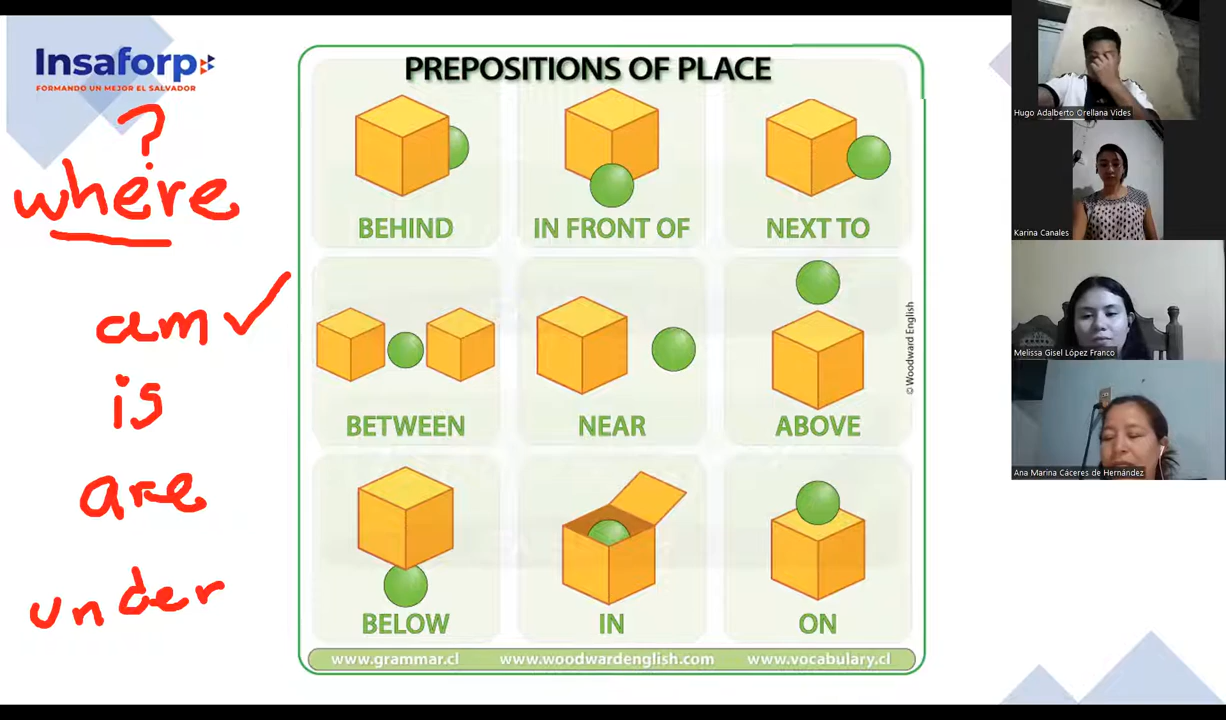 Insaforp
FORMANDO UN MEJOR EL SALVADOR
?
where
am ✓
is
are
under
PREPOSITIONS OF PLACE
BEHIND
IN FRONT OF
NEXT TO
BETWEEN
NEAR
ABOVE
BELOW
IN
ON
© Woodward English
www.grammar.cl
www.woodwardenglish.com
www.vocabulary.cl
Hugo Adalberto Orellana Vides
Karina Canales
Melissa Gisel López Franco
Ana Marina Cáceres de Hernández